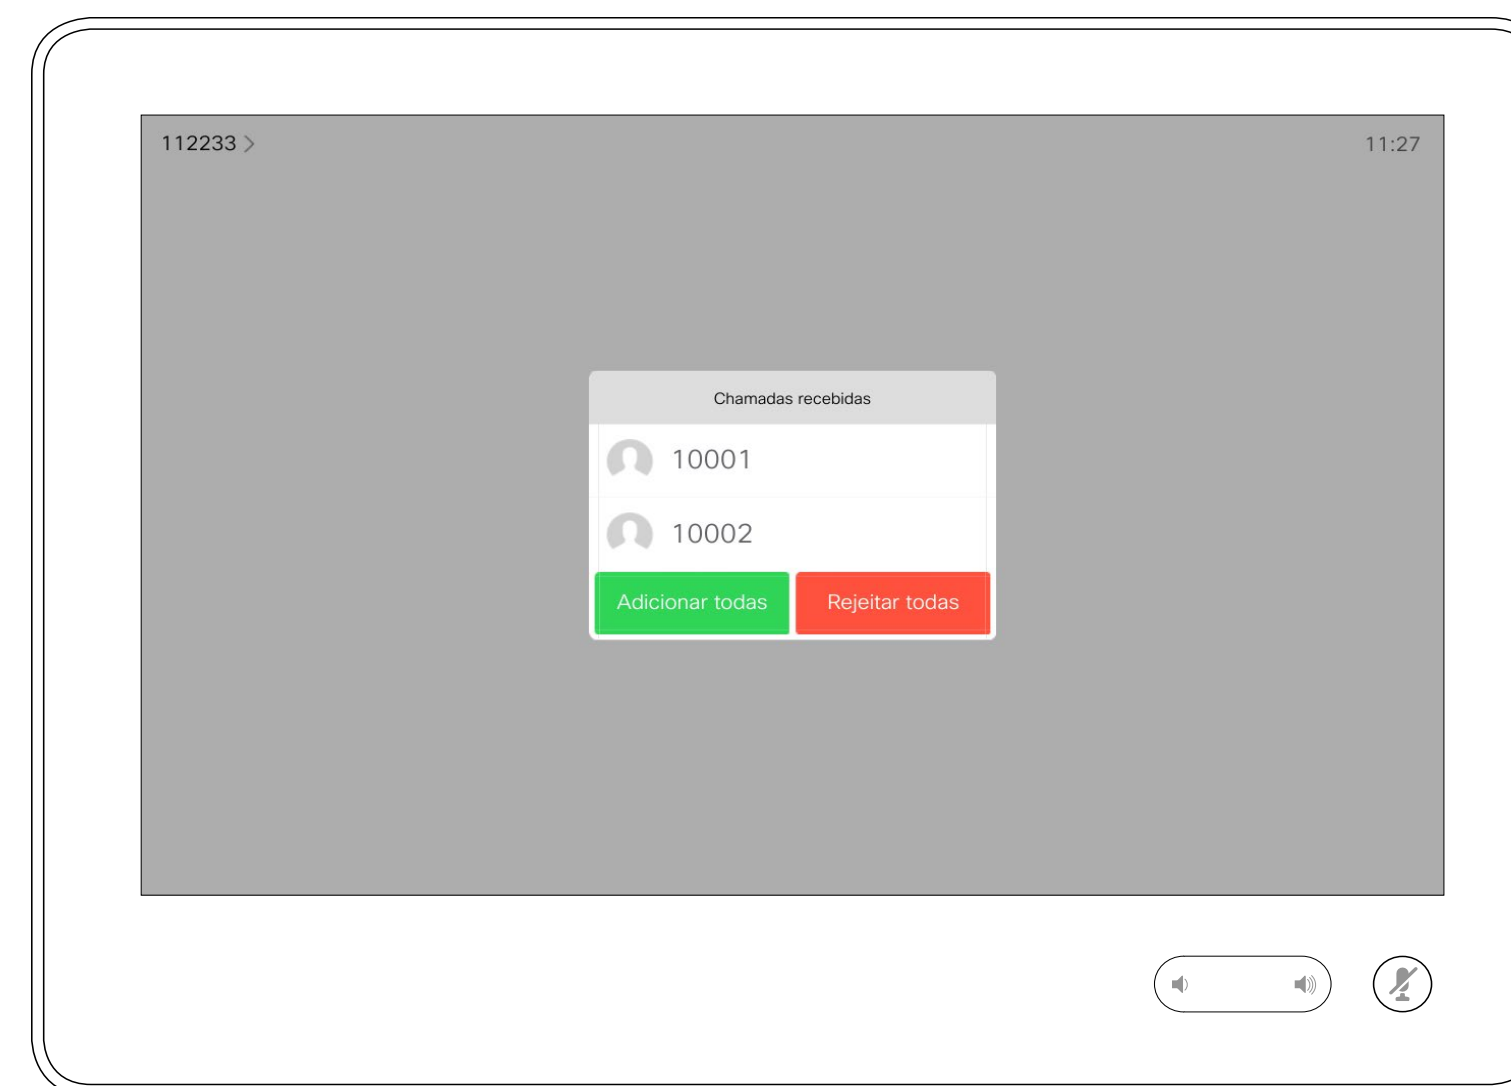 112233
11:27
Chamadas recebidas
10001
10002
Adicionar todas
Rejeitar todas